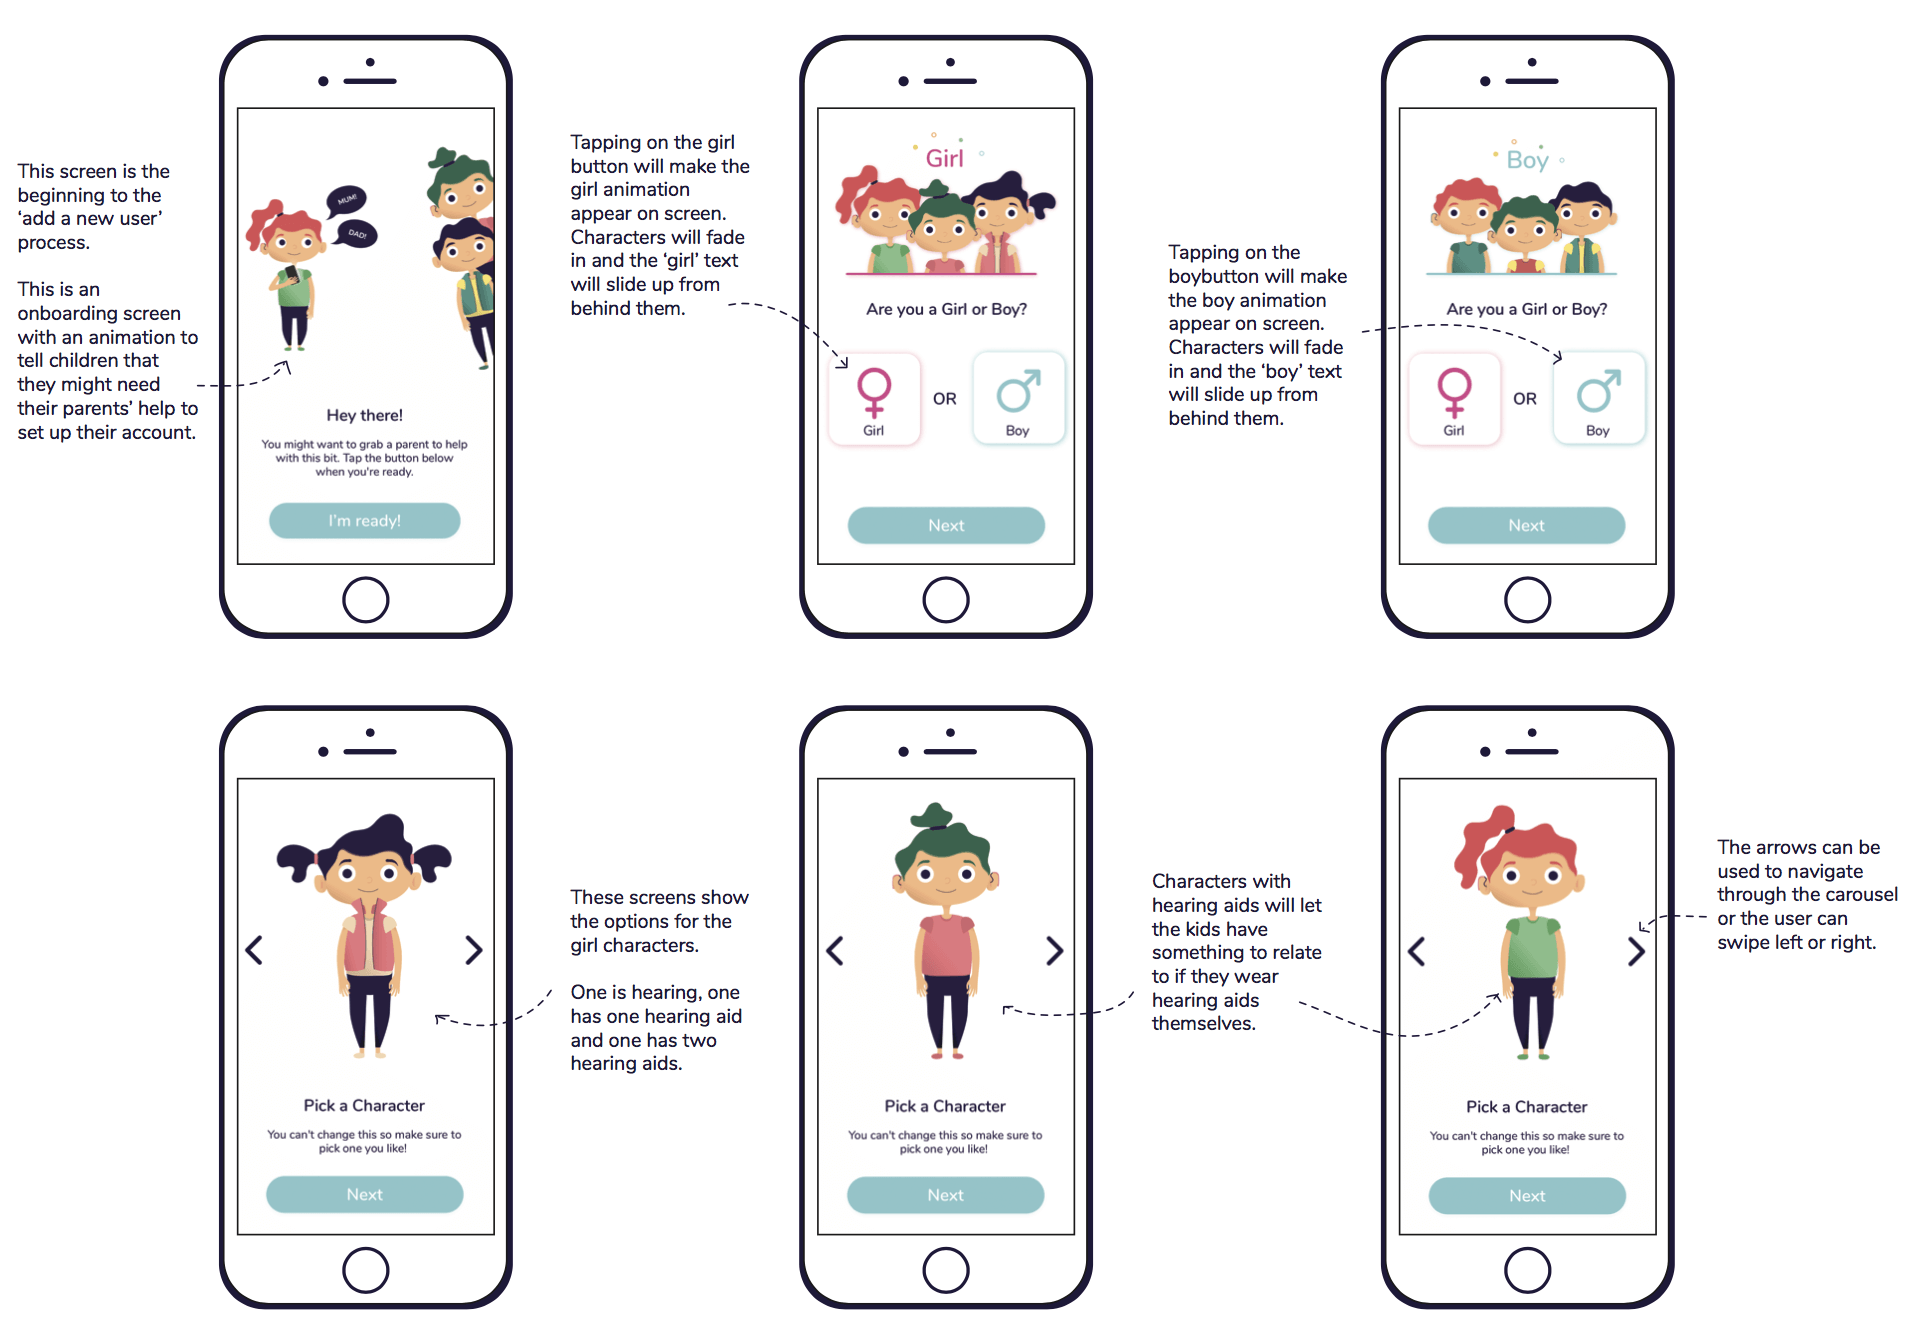 This screen is the
beginning to the
‘add a new user’
process.
This is an
onboarding screen
with an animation to
tell children that
they might need
their parents’ help to
set up their account.
MUM!
DAD!
Hey there!
You might want to grab a parent to help
with this bit. Tap the button below
when you're ready.
I'm ready!
Tapping on the girl
button will make the
girl animation
appear on screen.
Characters will fade
in and the ‘girl’ text
will slide up from
behind them.
Girl
Are you a Girl or Boy?
Girl
OR
Boy
Next
Tapping on the
boybutton will make
the boy animation
appear on screen.
Characters will fade
in and the ‘boy’ text
will slide up from
behind them.
Boy
Are you a Girl or Boy?
Girl
OR
Boy
Next
Pick a Character
You can't change this so make sure to
pick one you like!
Next
These screens show
the options for the
girl characters.
One is hearing, one
has one hearing aid
and one has two
hearing aids.
Pick a Character
You can't change this so make sure to
pick one you like!
Next
Characters with
hearing aids will let
the kids have
something to relate
to if they wear
hearing aids
themselves.
Pick a Character
You can't change this so make sure to
pick one you like!
Next
The arrows can be
used to navigate
through the carousel
or the user can
swipe left or right.